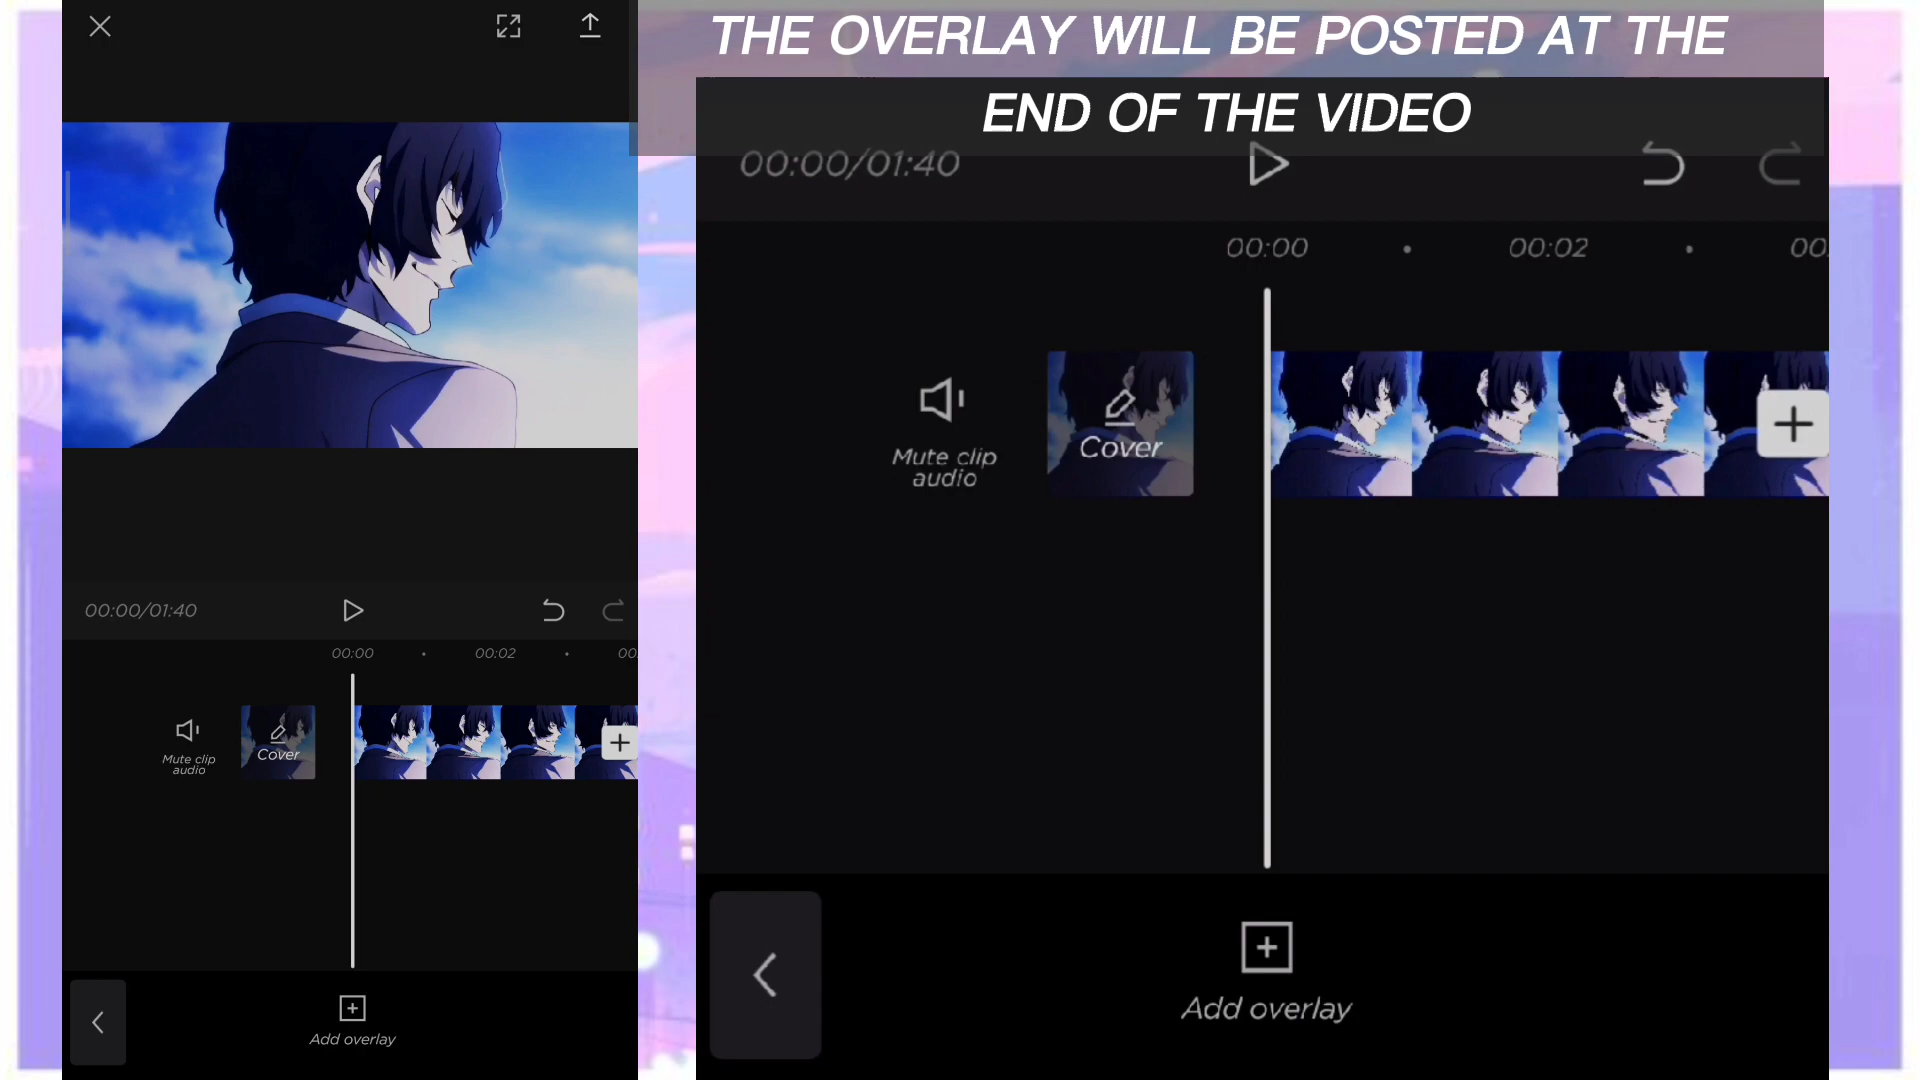 THE OVERLAY WILL BE POSTED AT THE
END OF THE VIDEO
00:00/01:40
00:00
00:02
00
Mute clip
audio
Cover
Add overlay
00:00/01:40
00:00
00:02
00
Mute clip
audio
Cover
Add overlay